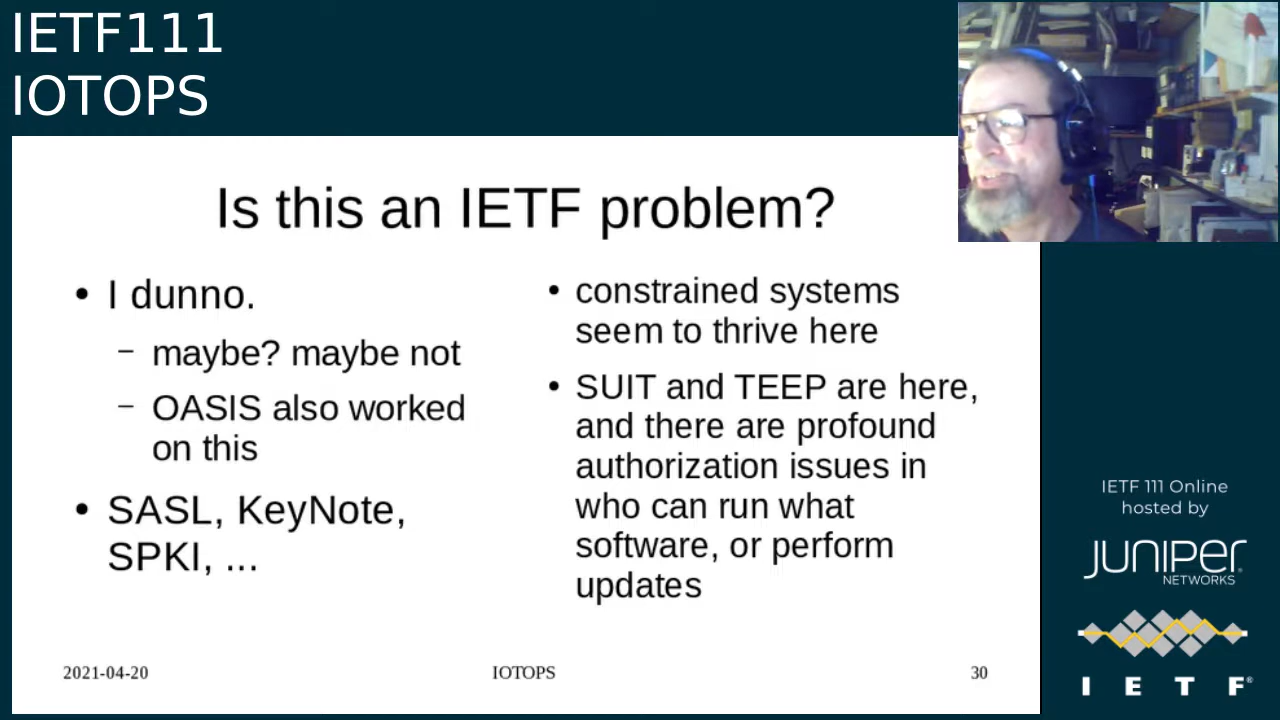 IETF111
IOTOPS
Is this an IETF problem?
• I dunno.
– maybe? maybe not
– OASIS also worked
on this
• SASL, KeyNote,
SPKI, ...
• constrained systems
seem to thrive here
• SUIT and TEEP are here,
and there are profound
authorization issues in
who can run what
software, or perform
updates
2021-04-20
IOTOPS
30
IETF 111 Online
hosted by
JUNIPER
NETWORKS
I E T F®